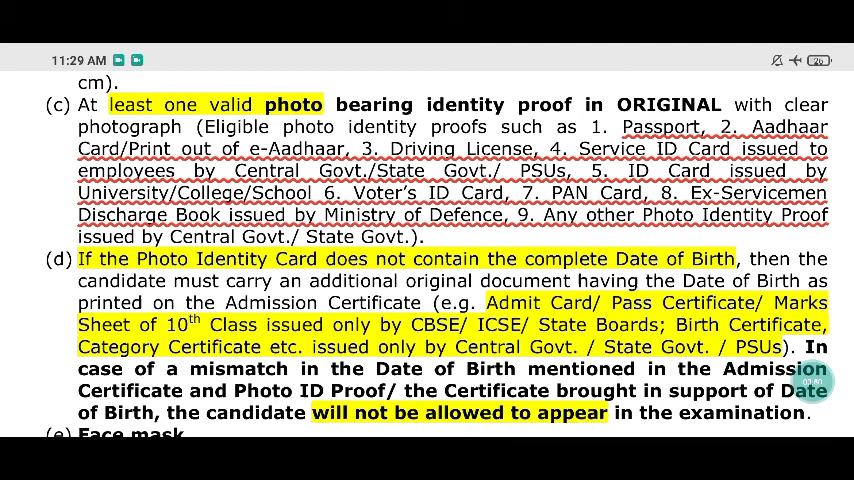 11:29 AM 26
cm).
(c) At least one valid photo bearing identity proof in ORIGINAL with clear
photograph (Eligible photo identity proofs such as 1. Passport, 2. Aadhaar
Card/Print out of e-Aadhaar, 3. Driving License, 4. Service ID Card issued to
employees by Central Govt./State Govt./ PSUs, 5. ID Card issued by
University/College/School 6. Voter's ID Card, 7. PAN Card, 8. Ex-Servicemen
Discharge Book issued by Ministry of Defence, 9. Any other Photo Identity Proof
issued by Central Govt./ State Govt.).
(d) If the Photo Identity Card does not contain the complete Date of Birth, then the
candidate must carry an additional original document having the Date of Birth as
printed on the Admission Certificate (e.g. Admit Card/ Pass Certificate/ Marks
Sheet of 10th Class issued only by CBSE/ ICSE/ State Boards; Birth Certificate,
Category Certificate etc. issued only by Central Govt. / State Govt. / PSUs). In
case of a mismatch in the Date of Birth mentioned in the Admission
Certificate and Photo ID Proof/ the Certificate brought in support of Date
of Birth, the candidate will not be allowed to appear in the examination.
(e) Face mask